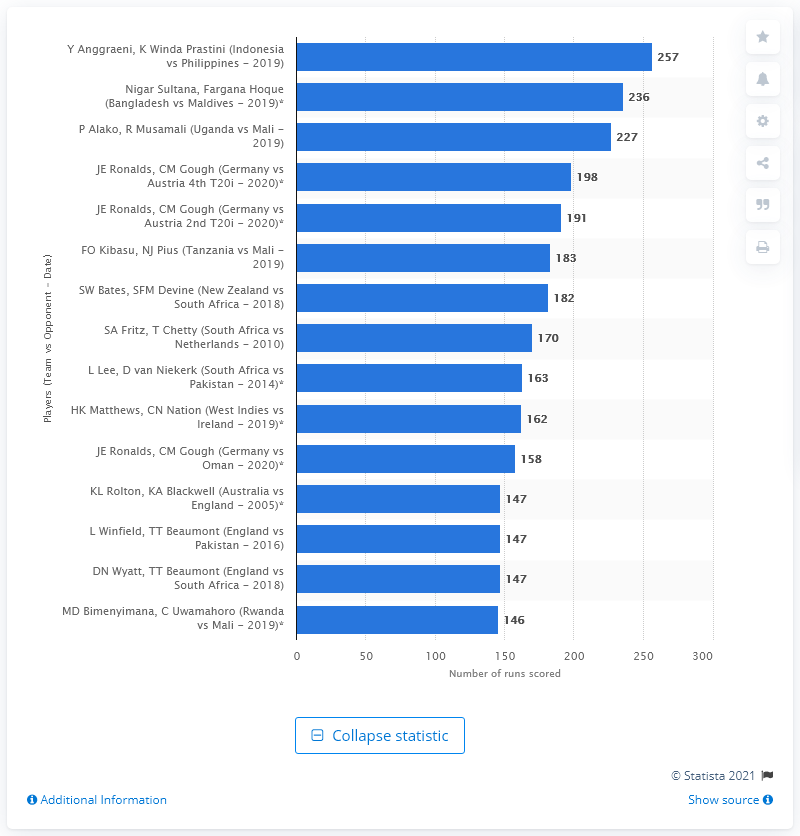 Y Anggraeni, K Winda Prastini (Indonesia
vs Philippines - 2019)
257
Nigar Sultana, Fargana Hoque
(Bangladesh vs Maldives - 2019)*
236
P Alako, R Musamali (Uganda vs Mali -
2019)
227
JE Ronalds, CM Gough (Germany vs
Austria 4th T20i - 2020)*
198
JE Ronalds, CM Gough (Germany vs
Austria 2nd T20i - 2020)*
191
FO Kibasu, NJ Pius (Tanzania vs Mali -
2019)
183
SW Bates, SFM Devine (New Zealand vs
South Africa - 2018)
182
SA Fritz, T Chetty (South Africa vs
Netherlands - 2010)
170
L Lee, D van Niekerk (South Africa vs
Pakistan - 2014)*
163
HK Matthews, CN Nation (West Indies vs
Ireland - 2019)*
162
JE Ronalds, CM Gough (Germany vs
Oman - 2020)*
158
KL Rolton, KA Blackwell (Australia vs
England - 2005)*
147
L Winfield, TT Beaumont (England vs
Pakistan - 2016)
147
DN Wyatt, TT Beaumont (England vs
South Africa - 2018)
147
MD Bimenyimana, C Uwamahoro (Rwanda
vs Mali - 2019)*
146
Players (Team vs Opponent - Date)
0 50 100 150 200 250 300
Number of runs scored
Collapse statistic
© Statista 2021
Additional Information
Show source